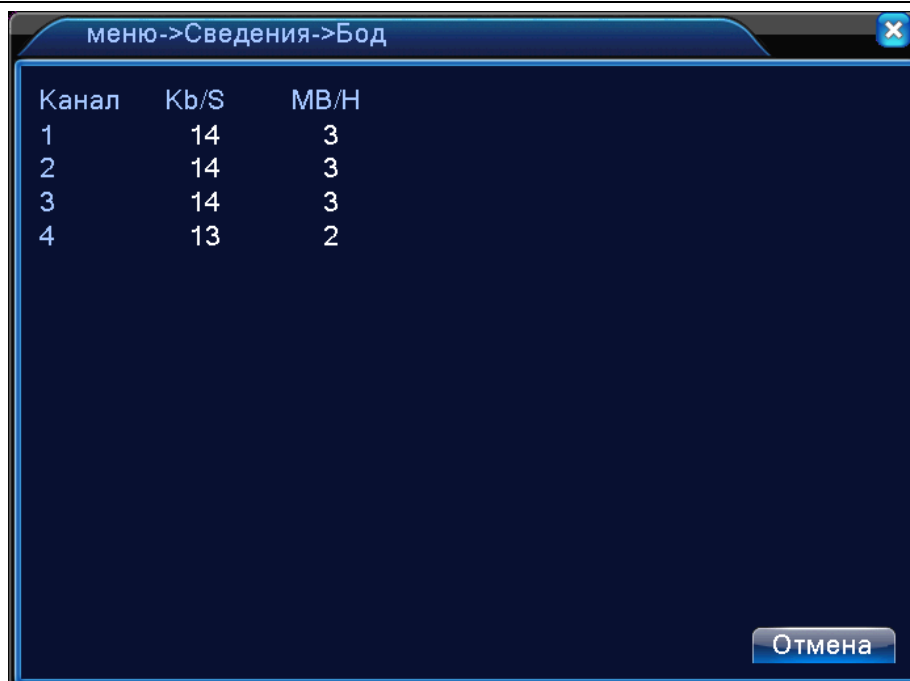 меню->Сведения->Бод
Канал Kb/S MB/H
1 14 3
2 14 3
3 14 3
4 13 2
Отмена